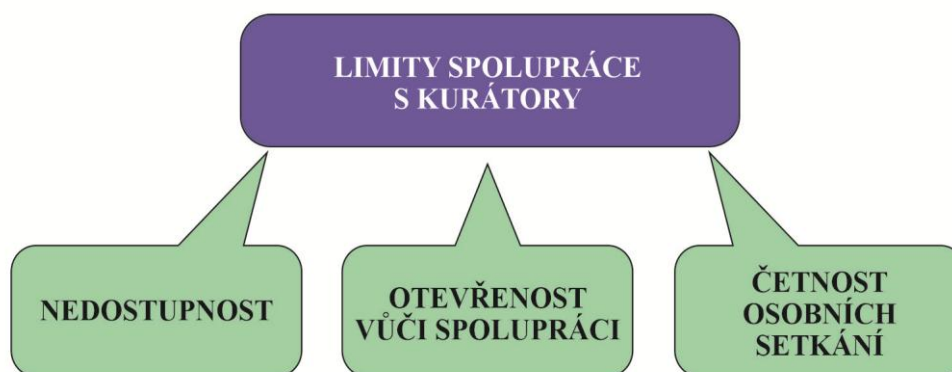 LIMITY SPOLUPRÁCE
S KURÁTORY
NEDOSTUPNOST
OTEVŘENOST
VŮČI SPOLUPRÁCI
ČETNOST
OSOBNÍCH
SETKÁNÍ